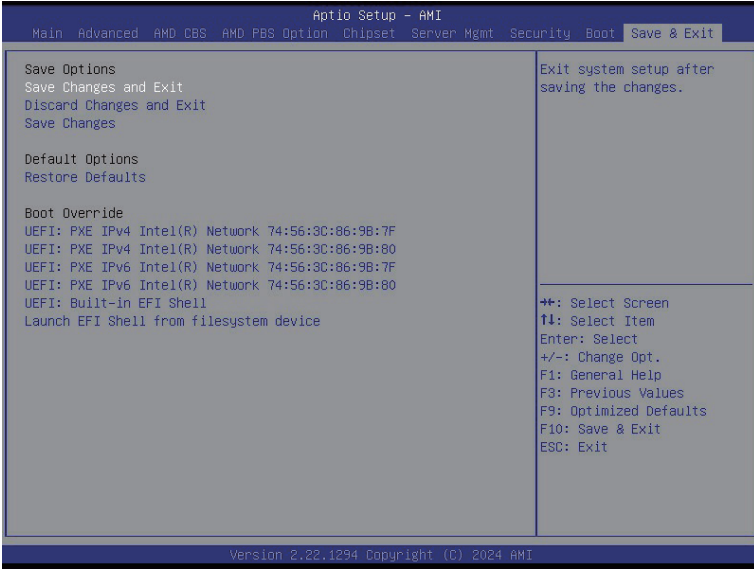 Aptio Setup – AMI
Main Advanced AMD CBS AMD PBS Option Chipset Server Mgmt Security Boot Save & Exit
Save Options
Save Changes and Exit
Discard Changes and Exit
Save Changes
Default Options
Restore Defaults
Boot Override
UEFI: PXE IPv4 Intel(R) Network 74:56:3C:86:9B:7F
UEFI: PXE IPv4 Intel(R) Network 74:56:3C:86:9B:80
UEFI: PXE IPv6 Intel(R) Network 74:56:3C:86:9B:7F
UEFI: PXE IPv6 Intel(R) Network 74:56:3C:86:9B:80
UEFI: Built-in EFI Shell
Launch EFI Shell from filesystem device
Exit system setup after
saving the changes.
→←: Select Screen
↑↓: Select Item
Enter: Select
+/-: Change Opt.
F1: General Help
F3: Previous Values
F9: Optimized Defaults
F10: Save & Exit
ESC: Exit
Version 2.22.1294 Copyright (C) 2024 AMI